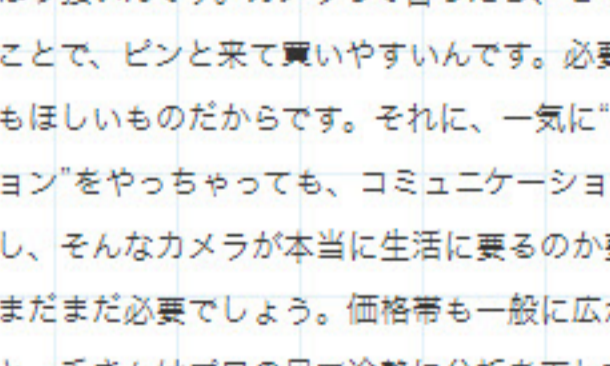 ことで、ピンと来て買いやすいんです。必要
もほしいものだからです。それに、一気に“
ョン”をやっちゃっても、コミュニケーショ
し、そんなカメラが本当に生活に要るのか
まだまだ必要でしょう。価格帯も一般に広